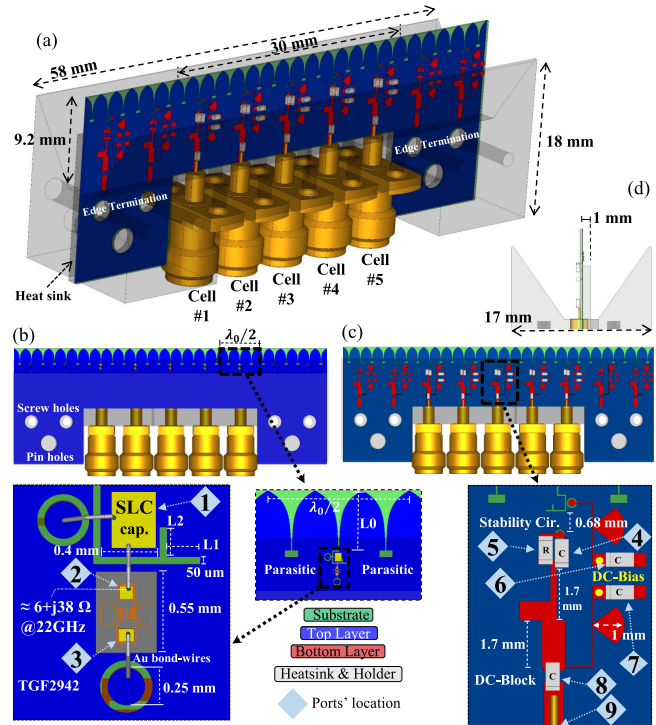 (a)
58 mm
30 mm
9.2 mm
18 mm
Edge Termination
Edge Termination
Heat sink
Cell #1
Cell #2
Cell #3
Cell #4
Cell #5
(d)
1 mm
17 mm
(b)
λ0/2
Screw holes
Pin holes
(c)
SLC cap.
1
L2
L1
0.4 mm
50 um
2
≈ 6+j38 Ω
@22GHz
0.55 mm
3
Au bond-wires
TGF2942
0.25 mm
λ0/2
L0
Parasitic
Parasitic
Substrate
Top Layer
Bottom Layer
Heatsink & Holder
Ports' location
Stability Cir.
0.68 mm
4
5
R
C
6
DC-Bias
C
C
1.7 mm
1.7 mm
1 mm
7
DC-Block
C
8
9